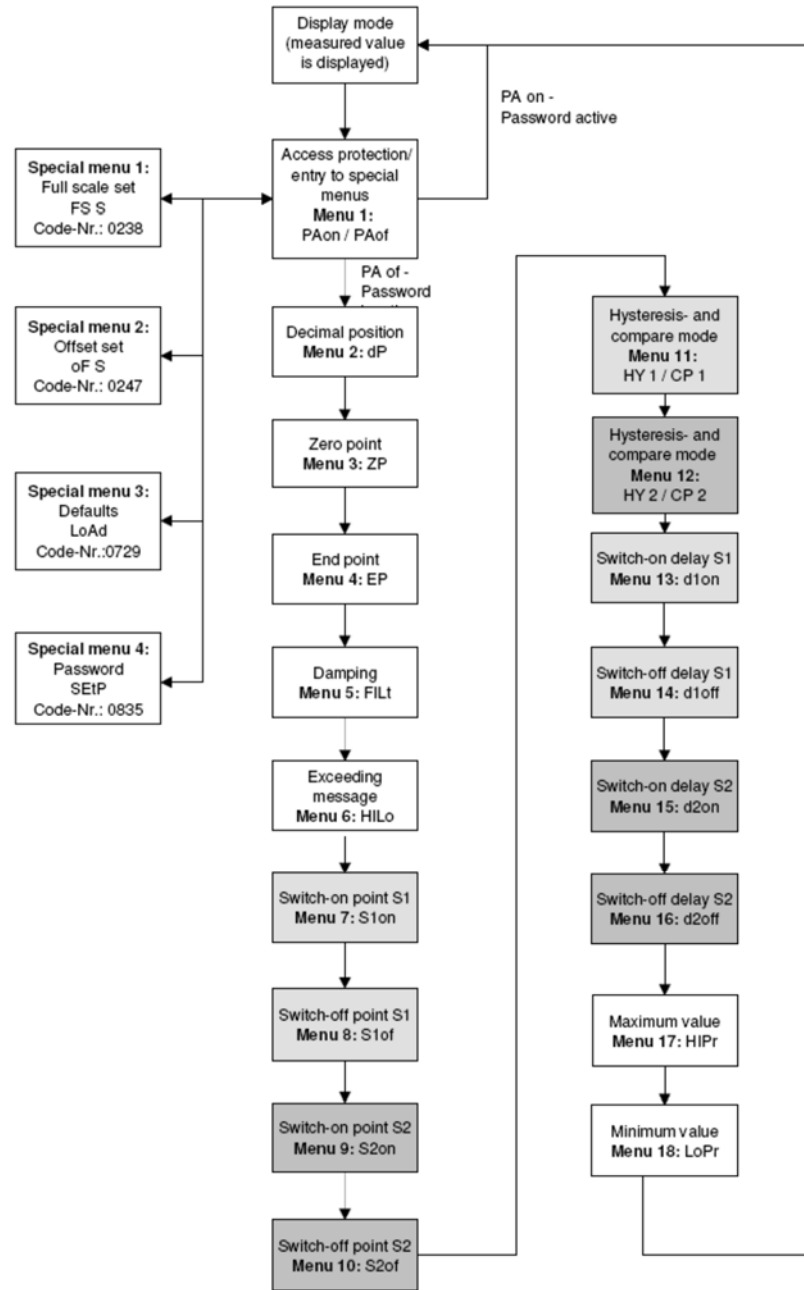 Display mode
(measured value
is displayed)
PA on -
Password active
Access protection/
entry to special
menus
Menu 1:
PAon / PAof
Special menu 1:
Full scale set
FS S
Code-Nr.: 0238
PA of -
Password
Special menu 2:
Offset set
oF S
Code-Nr.: 0247
Special menu 3:
Defaults
LoAd
Code-Nr.:0729
Special menu 4:
Password
SEtP
Code-Nr.: 0835
Decimal position
Menu 2: dP
Zero point
Menu 3: ZP
End point
Menu 4: EP
Damping
Menu 5: FILt
Exceeding
message
Menu 6: HILo
Switch-on point S1
Menu 7: S1on
Switch-off point S1
Menu 8: S1of
Switch-on point S2
Menu 9: S2on
Switch-off point S2
Menu 10: S2of
Hysteresis- and
compare mode
Menu 11:
HY 1 / CP 1
Hysteresis- and
compare mode
Menu 12:
HY 2 / CP 2
Switch-on delay S1
Menu 13: d1on
Switch-off delay S1
Menu 14: d1off
Switch-on delay S2
Menu 15: d2on
Switch-off delay S2
Menu 16: d2off
Maximum value
Menu 17: HIPr
Minimum value
Menu 18: LoPr